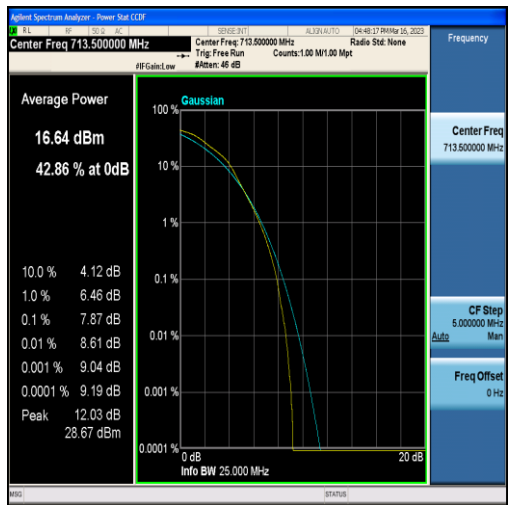 Agilent Spectrum Analyzer - Power Stat CCDF
RL RF 50 Ω AC SENSE:INT ALIGN AUTO 04:48:17 PM Mar 16, 2023
Center Freq 713.500000 MHz
Center Freq: 713.500000 MHz Radio Std: None
Trig: Free Run Counts:1.00 M/1.00 Mpt
#IFGain:Low #Atten: 46 dB
Frequency
Average Power
16.64 dBm
42.86 % at 0dB
10.0 % 4.12 dB
1.0 % 6.46 dB
0.1 % 7.87 dB
0.01 % 8.61 dB
0.001 % 9.04 dB
0.0001 % 9.19 dB
Peak 12.03 dB
28.67 dBm
Gaussian
100 %
10 %
1 %
0.1 %
0.01 %
0.001 %
0.0001 %
0 dB 20 dB
Info BW 25.000 MHz
Center Freq
713.500000 MHz
CF Step
5.000000 MHz
Auto Man
Freq Offset
0 Hz
MSG STATUS